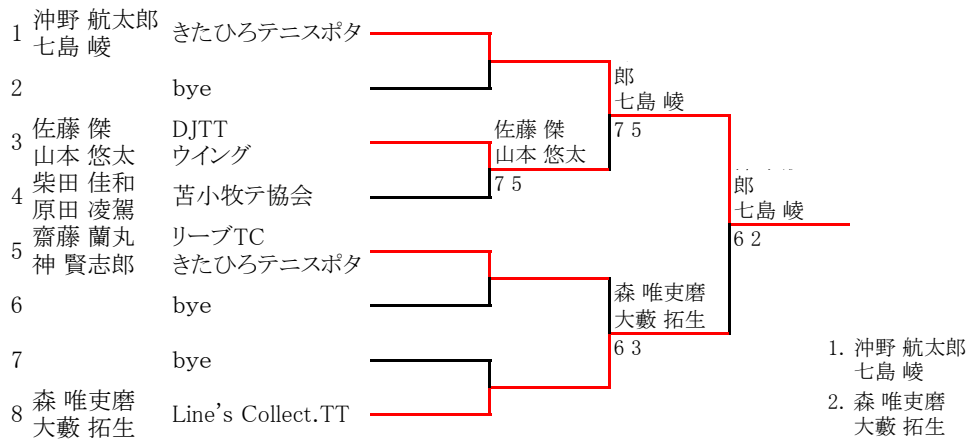 1 沖野 航太郎 きたひろテニスポタ
七島 崚
2 bye
3 佐藤 傑 DJTT
山本 悠太 ウイング
4 柴田 佳和 苫小牧テ協会
原田 凌駕
5 齋藤 蘭丸 リーブTC
神 賢志郎 きたひろテニスポタ
6 bye
7 bye
8 森 唯吏磨 Line's Collect.TT
大藪 拓生
佐藤 傑
山本 悠太
7 5
郎
七島 崚
7 5
森 唯吏磨
大藪 拓生
6 3
郎
七島 崚
6 2
1. 沖野 航太郎
七島 崚
2. 森 唯吏磨
大藪 拓生